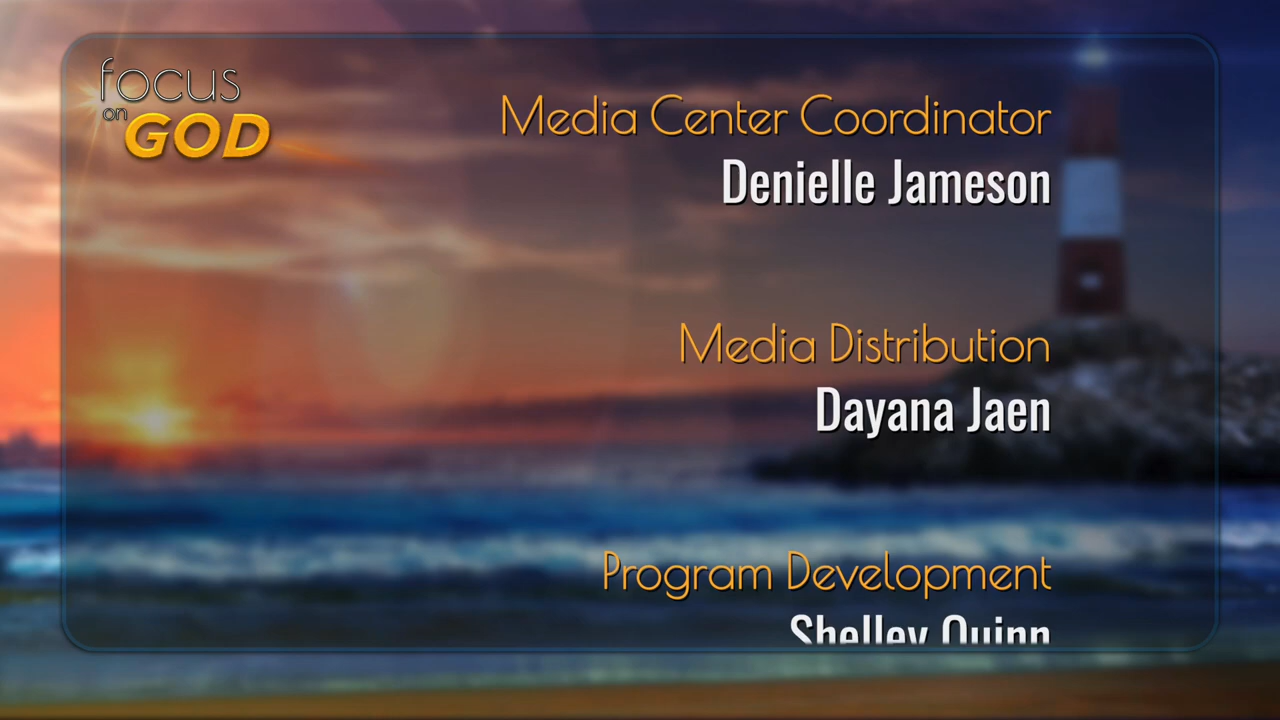 focus
on
GOD
Media Center Coordinator
Denielle Jameson
Media Distribution
Dayana Jaen
Program Development
Shelley Quinn